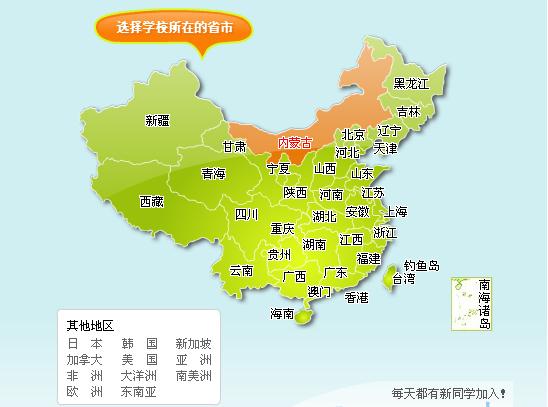 选择学校所在的省市
黑龙江
吉林
新疆
辽宁
北京
内蒙古
甘肃
天津
河北
宁夏
山西
青海
山东
陕西
河南
江苏
西藏
四川
湖北
安徽
上海
重庆
浙江
湖南
江西
贵州
福建
钓鱼岛
云南
广西
广东
台湾
澳门
香港
海南
南海诸岛
其他地区
日 本 韩 国 新加坡
加拿大 美 国 亚 洲
非 洲 大洋洲 南美洲
欧 洲 东南亚
每天都有新同学加入！